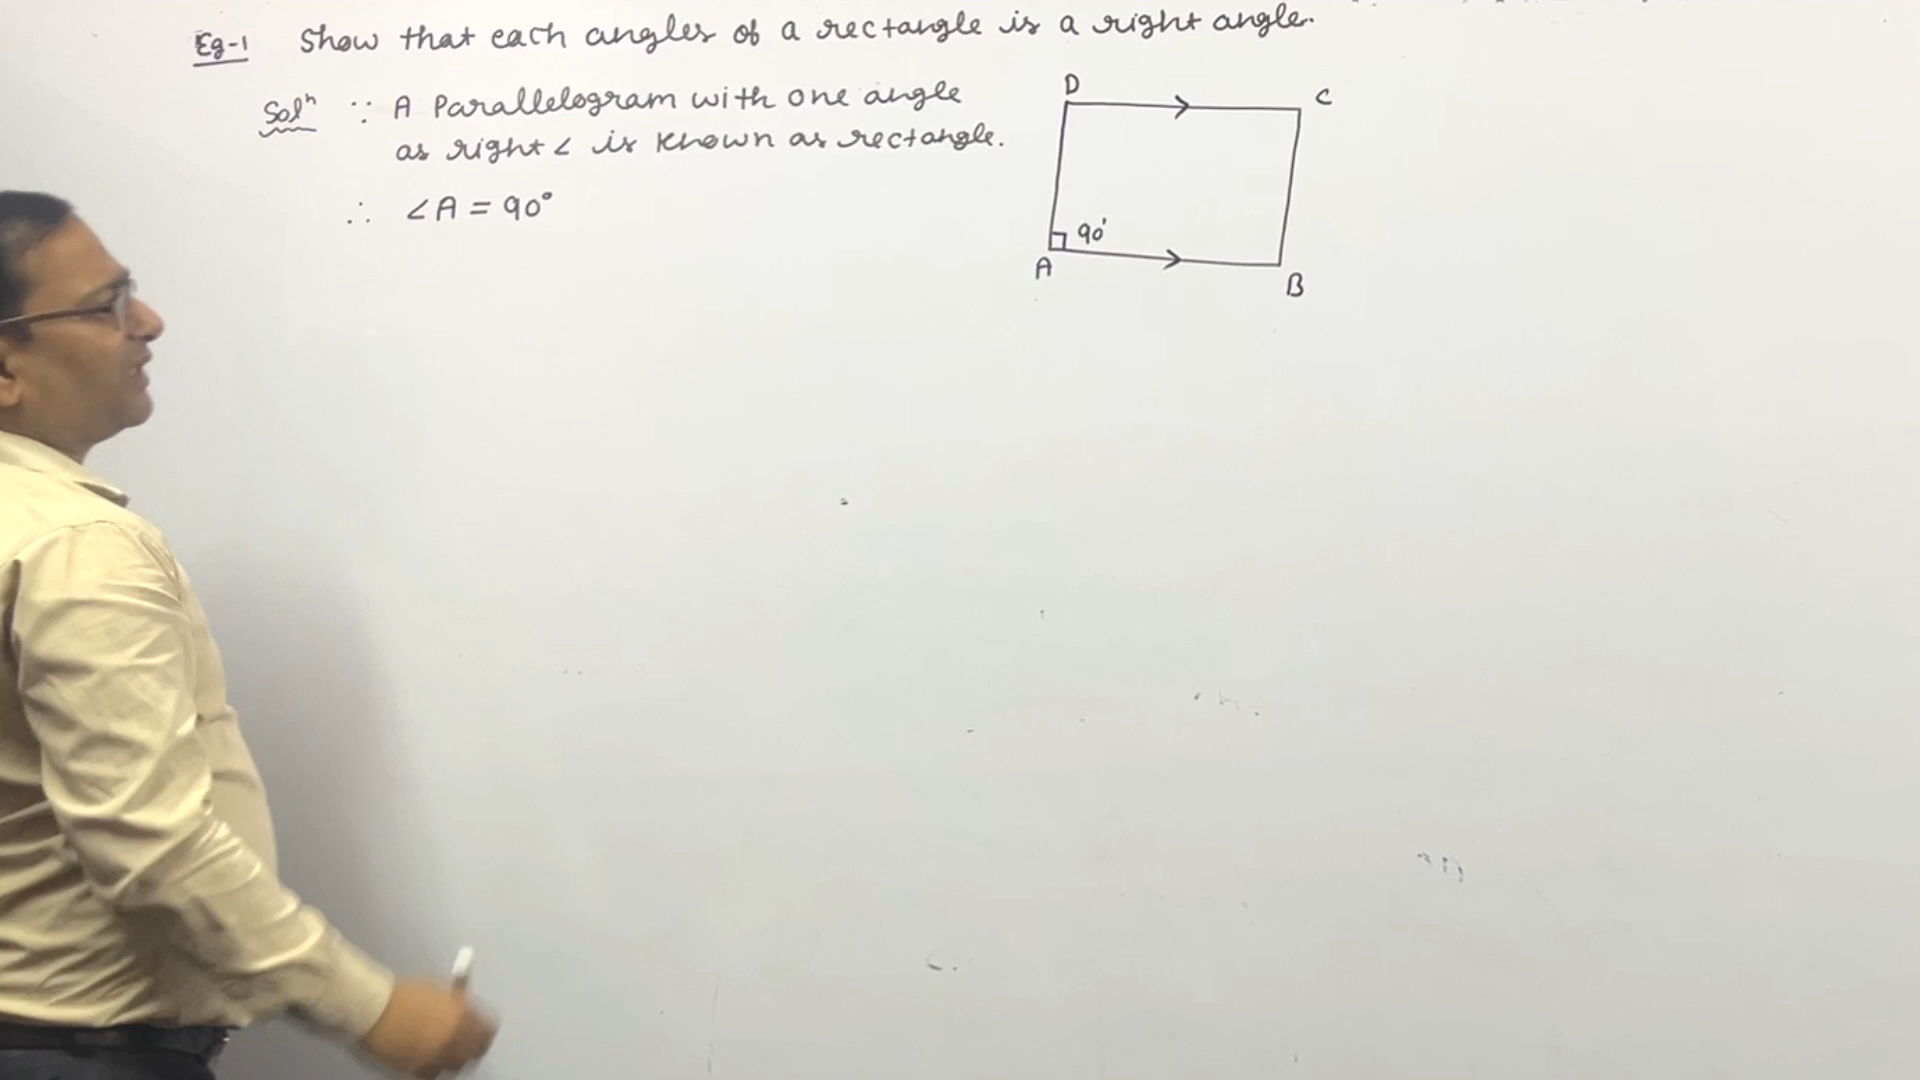 Eg-1 Show that each angles of a rectangle is a right angle.
Solⁿ ∵ A Parallelogram with one angle
as right ∠ is known as rectangle.
∴ ∠A = 90°
D
C
90°
A
B